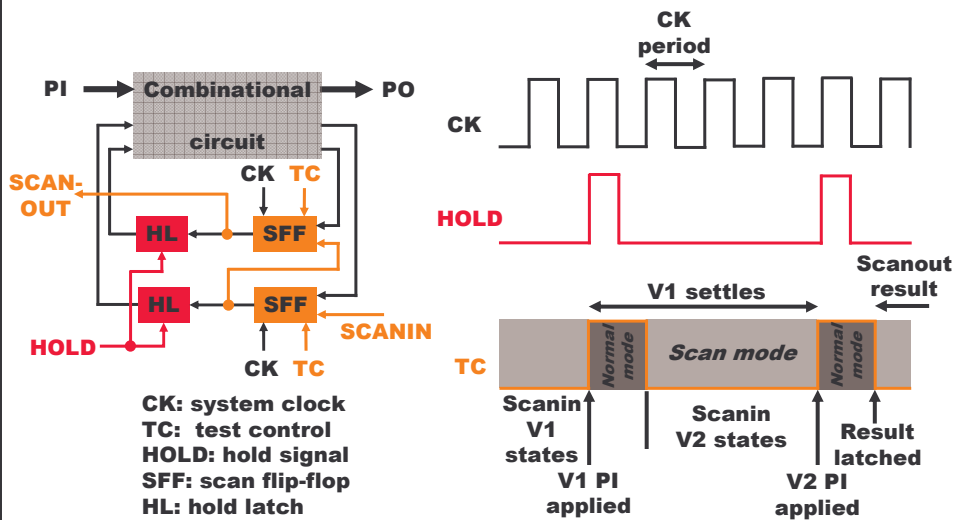 PI
Combinational
circuit
PO
CK
TC
SCAN-
OUT
HL
SFF
HL
SFF
SCANIN
HOLD
CK
TC
CK: system clock
TC: test control
HOLD: hold signal
SFF: scan flip-flop
HL: hold latch
CK
period
CK
HOLD
V1 settles
Scanout
result
TC
Normal
mode
Scan mode
Normal
mode
Scanin
V1
states
Scanin
V2 states
Result
latched
V1 PI
applied
V2 PI
applied